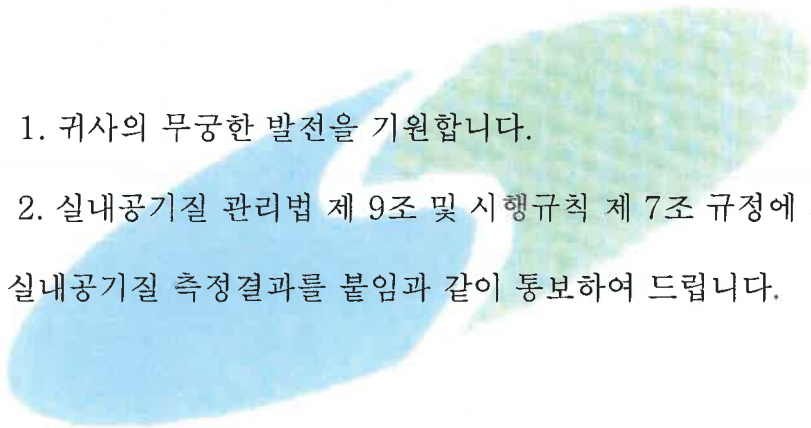 1. 귀사의 무궁한 발전을 기원합니다.
2. 실내공기질 관리법 제 9조 및 시행규칙 제 7조 규정에
실내공기질 측정결과를 붙임과 같이 통보하여 드립니다.